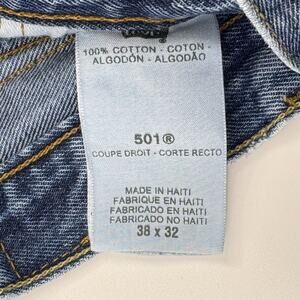 100% COTTON - COTON -
ALGODÓN - ALGODÃO
501®
COUPE DROIT - CORTE RECTO
MADE IN HAITI
FABRIQUE EN HAITI
FABRICADO EN HAITI
FABRICADO NO HAITI
38 X 32